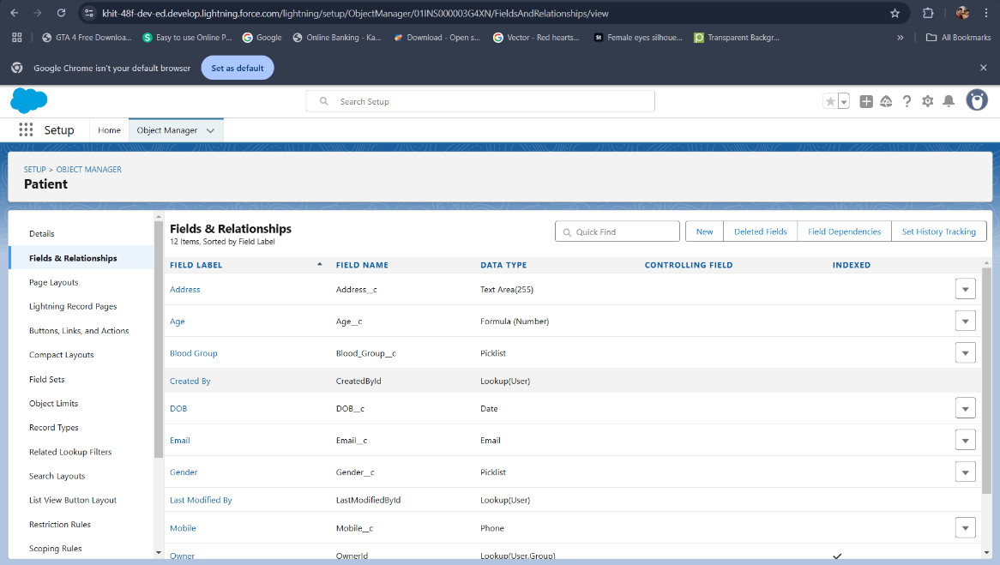 khit-48f-dev-ed.develop.lightning.force.com/lightning/setup/ObjectManager/01INS000003G4XN/FieldsAndRelationships/view
GTA 4 Free Downloa... Easy to use Online P... Google Online Banking - Ka... Download - Open s... Vector - Red hearts... St Female eyes silhoue... Transparent Backgr... » All Bookmarks
Google Chrome isn't your default browser Set as default
Search Setup
Setup Home Object Manager
SETUP > OBJECT MANAGER
Patient
Details
Fields & Relationships
Page Layouts
Lightning Record Pages
Buttons, Links, and Actions
Compact Layouts
Field Sets
Object Limits
Record Types
Related Lookup Filters
Search Layouts
List View Button Layout
Restriction Rules
Scoping Rules
Fields & Relationships
12 Items, Sorted by Field Label
Quick Find New Deleted Fields Field Dependencies Set History Tracking
FIELD LABEL FIELD NAME DATA TYPE CONTROLLING FIELD INDEXED
Address Address__c Text Area(255)
Age Age__c Formula (Number)
Blood Group Blood_Group__c Picklist
Created By CreatedById Lookup(User)
DOB DOB__c Date
Email Email__c Email
Gender Gender__c Picklist
Last Modified By LastModifiedById Lookup(User)
Mobile Mobile__c Phone
Owner OwnerId Lookup(User,Group)